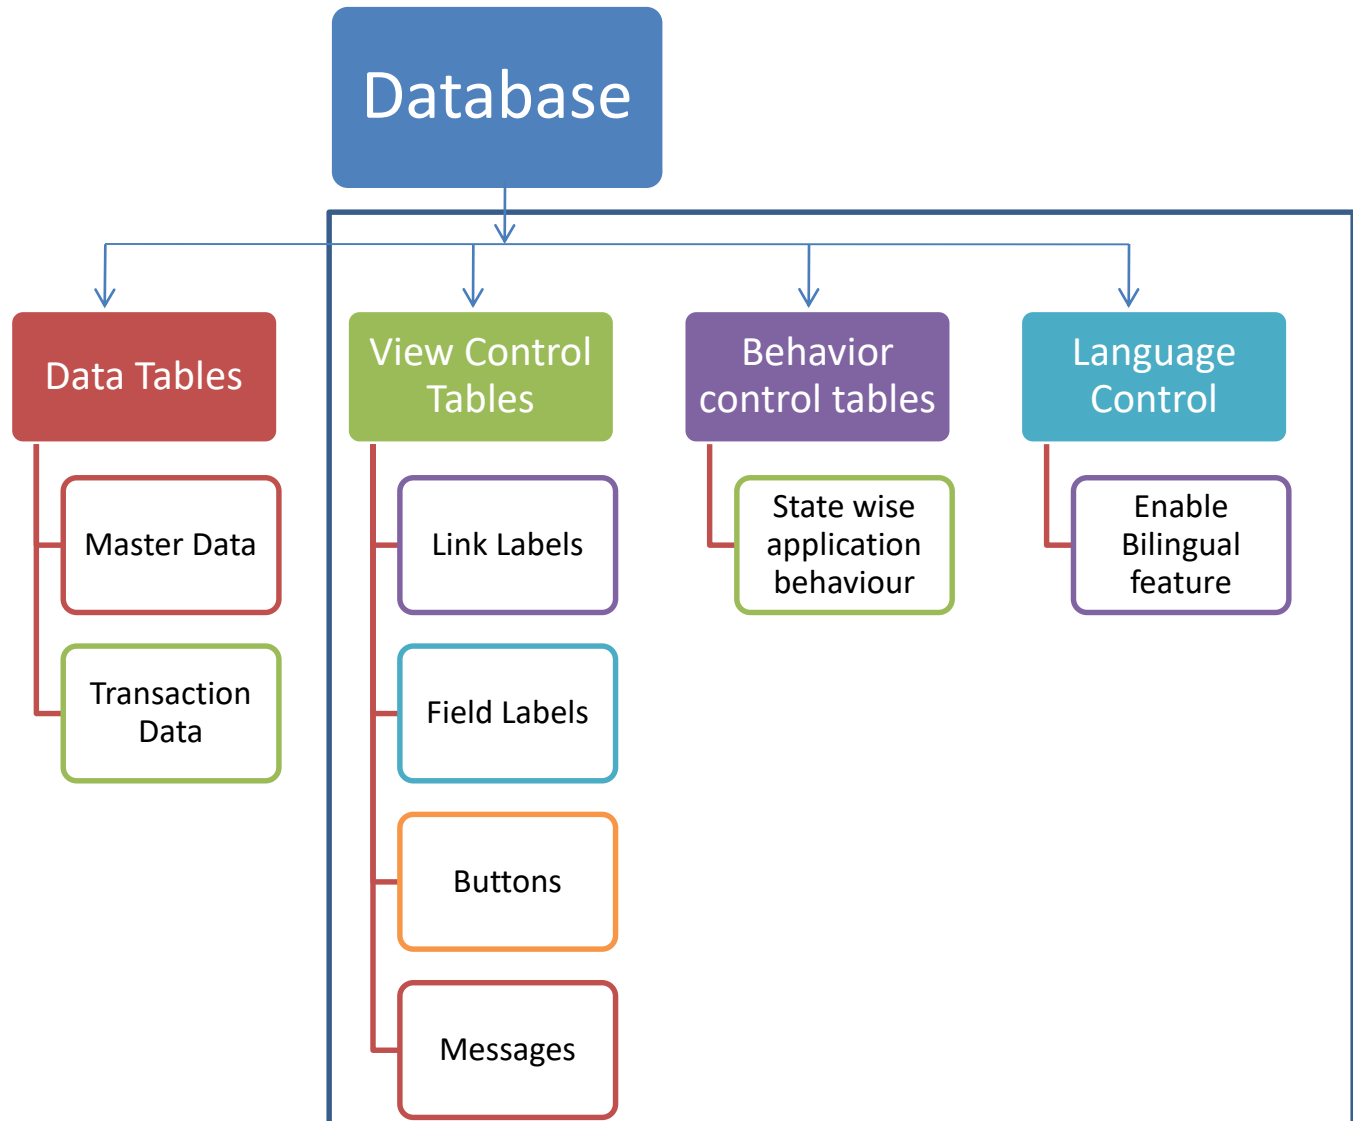 Database
Data Tables
Master Data
Transaction
Data
View Control
Tables
Link Labels
Field Labels
Buttons
Messages
Behavior
control tables
State wise
application
behaviour
Language
Control
Enable
Bilingual
feature